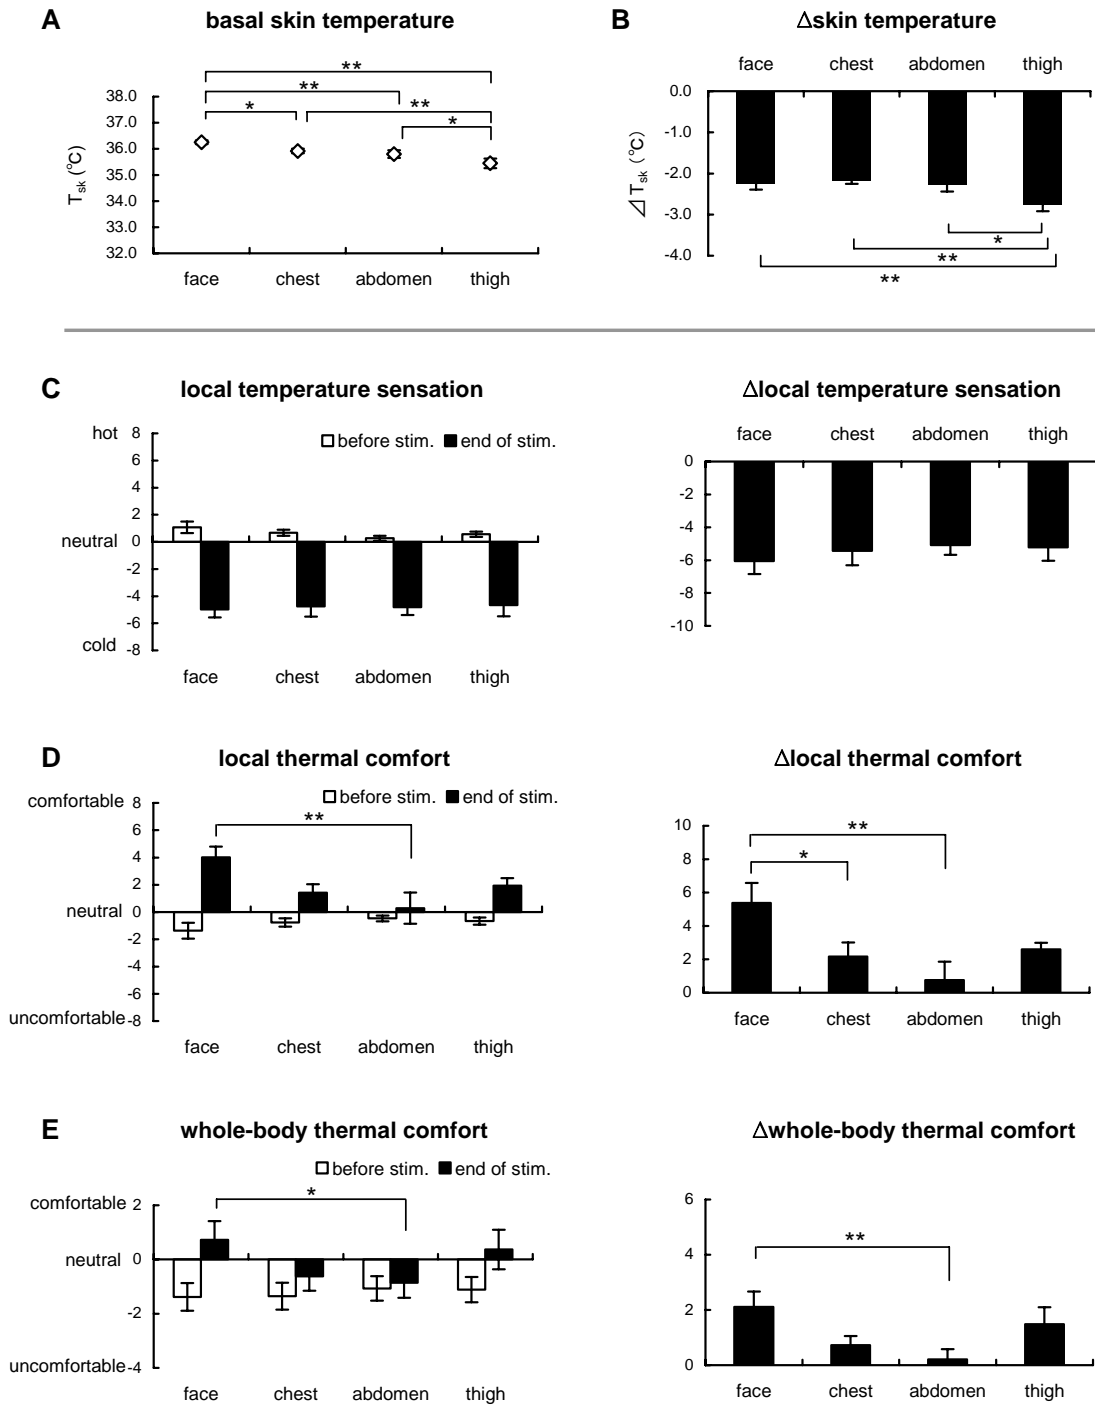 A basal skin temperature
** 
** 
* **
*
38.0
37.0
36.0
35.0
34.0
33.0
32.0
Tsk (°C)
face chest abdomen thigh
B Δskin temperature
face chest abdomen thigh
0.0
-1.0
-2.0
-3.0
-4.0
⊿Tsk (°C)
*
**
**
C local temperature sensation
hot 8
□ before stim. ■ end of stim.
6
4
2
neutral 0
-2
-4
-6
cold -8
face chest abdomen thigh
Δlocal temperature sensation
face chest abdomen thigh
0
-2
-4
-6
-8
-10
D local thermal comfort
comfortable 8
□ before stim. ■ end of stim.
**
6
4
2
neutral 0
-2
-4
-6
uncomfortable -8
face chest abdomen thigh
Δlocal thermal comfort
10
**
*
8
6
4
2
0
face chest abdomen thigh
E whole-body thermal comfort
□ before stim. ■ end of stim.
comfortable 2
*
neutral 0
-2
uncomfortable -4
face chest abdomen thigh
Δwhole-body thermal comfort
6
**
4
2
0
face chest abdomen thigh